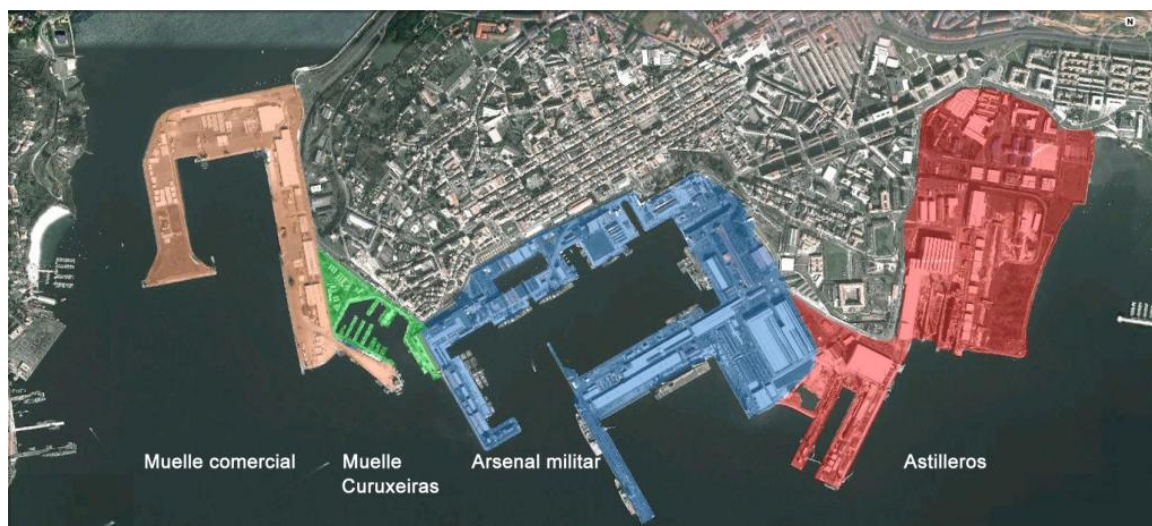 N
Muelle comercial
Muelle
Curuxeiras
Arsenal militar
Astilleros